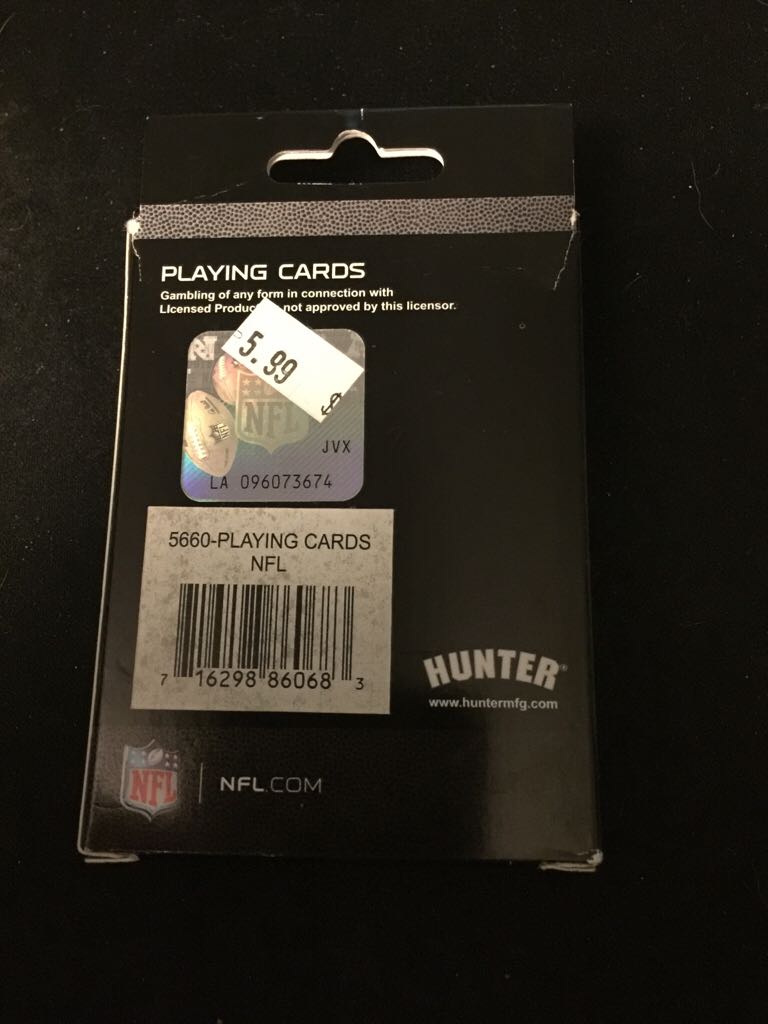 PLAYING CARDS
Gambling of any form in connection with
LIcensed Produc not approved by this licensor.
5.99
$
NFL
NFL
JVX
LA 096073674
5660-PLAYING CARDS
NFL
7 16298 86068 3
HUNTER®
www.huntermfg.com
NFL
NFL.COM